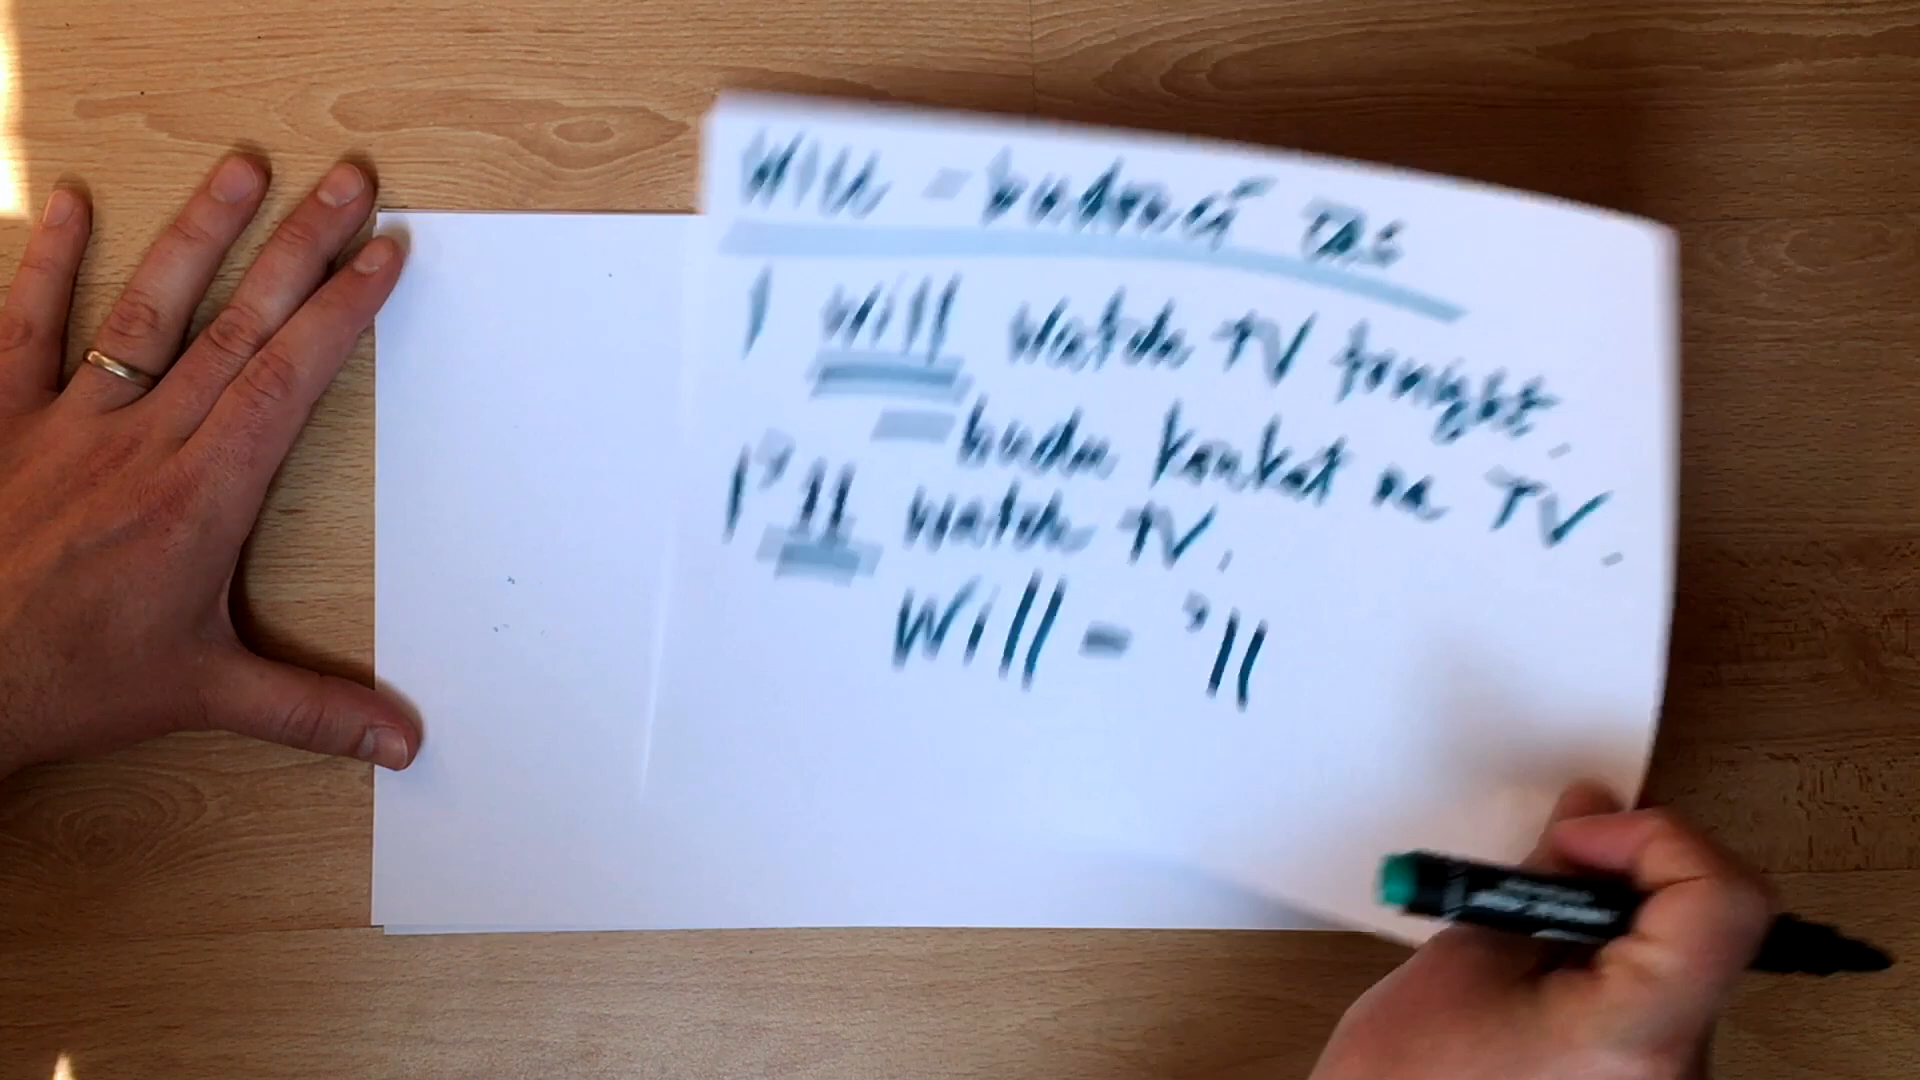 Will - budoucí čas
I will watch TV tonight.
- budu koukat na TV.
I'll watch TV.
Will = 'll